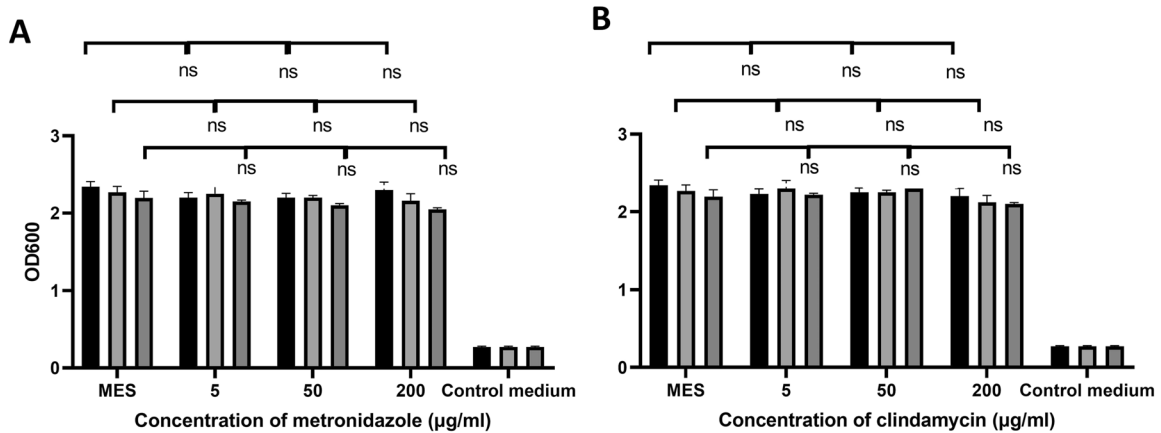 A
ns ns ns
ns ns ns
ns ns ns
3
2
1
0
OD600
MES 5 50 200 Control medium
Concentration of metronidazole (µg/ml)
B
ns ns ns
ns ns ns
ns ns ns
3
2
1
0
MES 5 50 200 Control medium
Concentration of clindamycin (µg/ml)